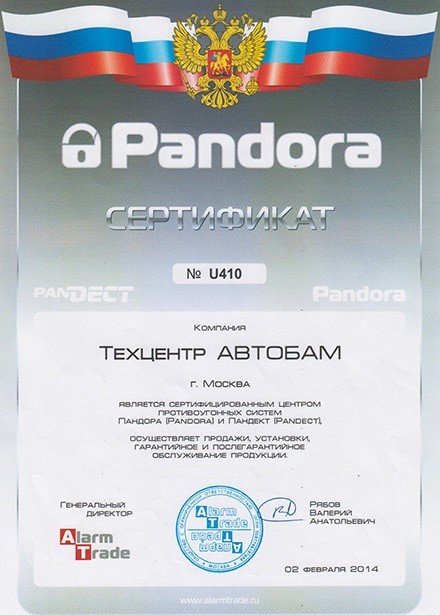 Pandora
СЕРТИФИКАТ
№ U410
PANDECT Pandora
Компания
Техцентр АВТОБАМ
г. Москва
является сертифицированным центром
противоугонных систем
Пандора (Pandora) и Пандект (Pandect),
осуществляет продажи, установки,
гарантийное и послегарантийное
обслуживание продукции.
Генеральный
директор
Alarm
Trade
Alarm
Trade
Рябов
Валерий
Анатольевич
02 февраля 2014
www.alarmtrade.ru